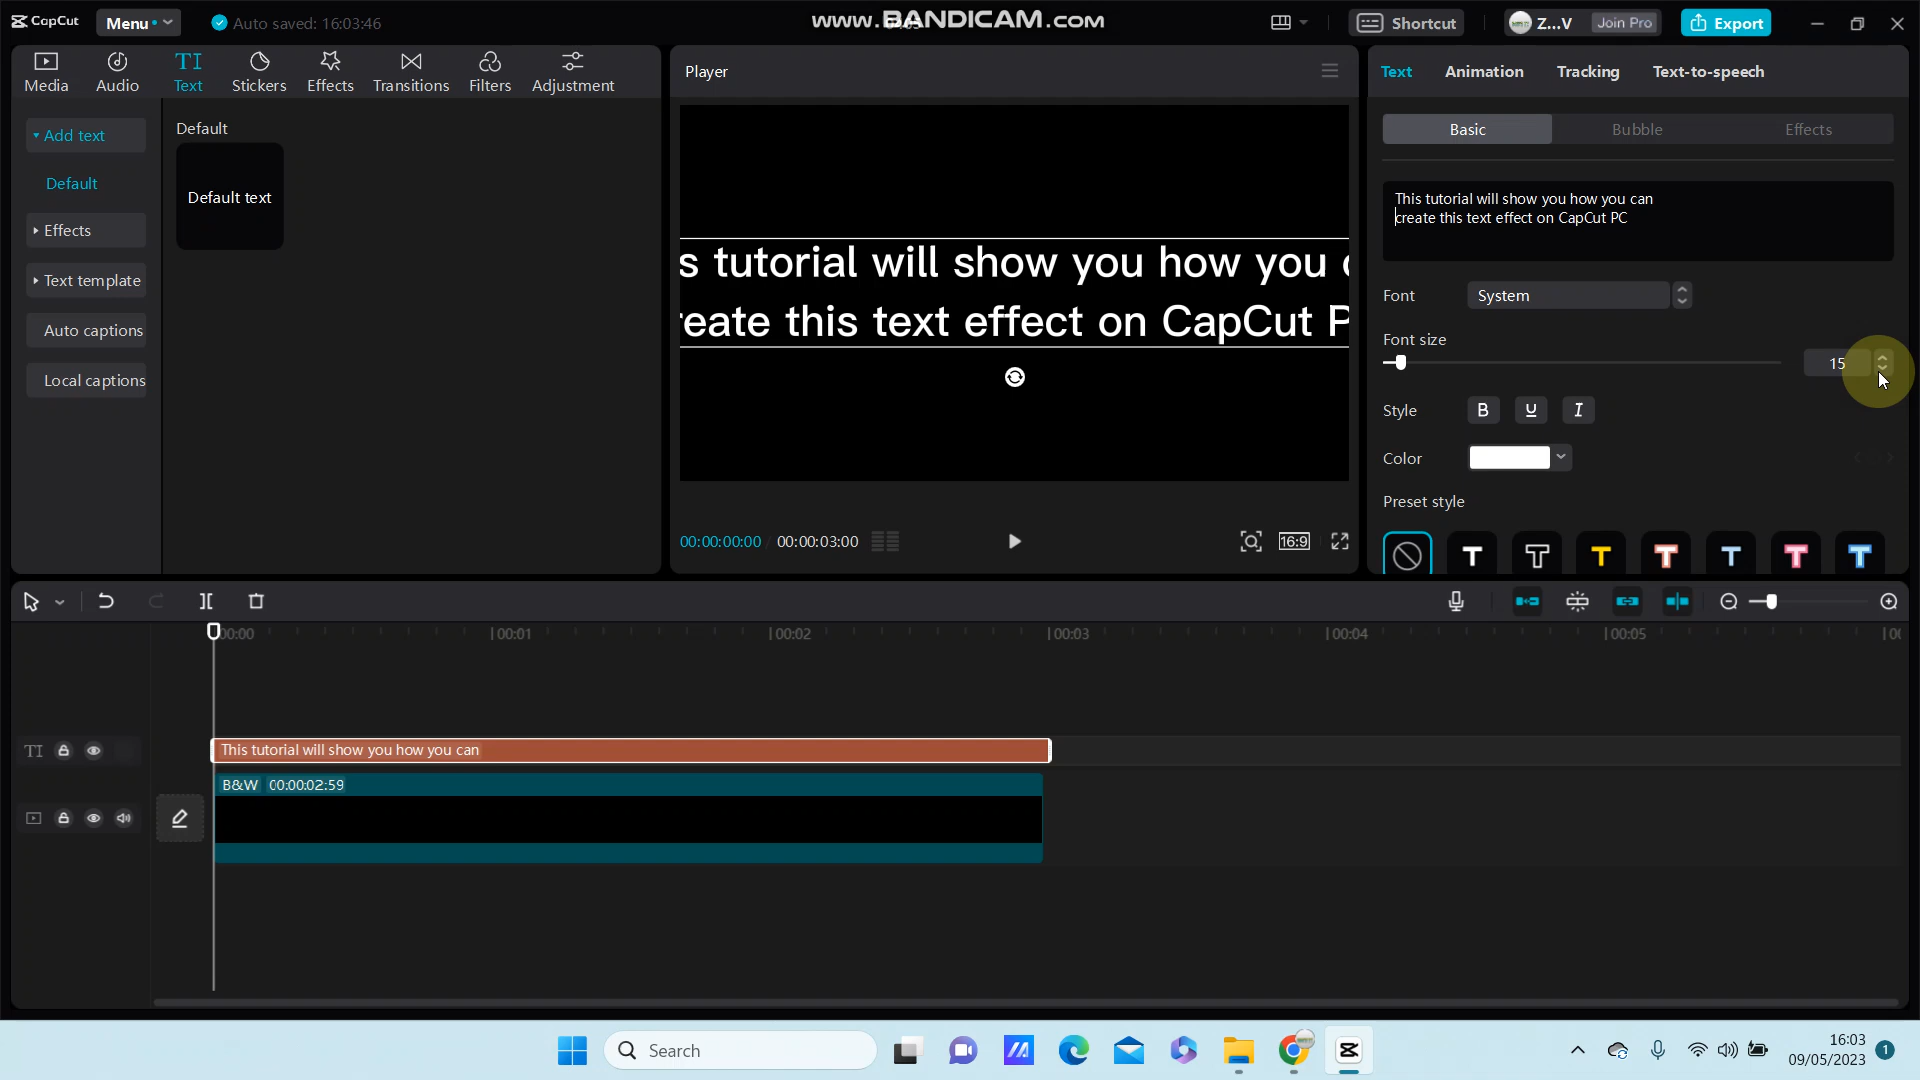 CapCut
Menu
Auto saved: 16:03:46
www.BANDICAM.com
Shortcut
Z...V
Join Pro
Export
Media
Audio
TI
Text
Stickers
Effects
Transitions
Filters
Adjustment
Player
Text
Animation
Tracking
Text-to-speech
Add text
Default
Effects
Text template
Auto captions
Local captions
Default
Default text
s tutorial will show you how you c
reate this text effect on CapCut P
00:00:00:00
00:00:03:00
16:9
Basic
Bubble
Effects
This tutorial will show you how you can
create this text effect on CapCut PC
Font
System
Font size
15
Style
B
U
I
Color
Preset style
T T T T T T T
00:00
00:01
00:02
00:03
00:04
00:05
TI
This tutorial will show you how you can
B&W 00:00:02:59
Search
16:03
09/05/2023
1